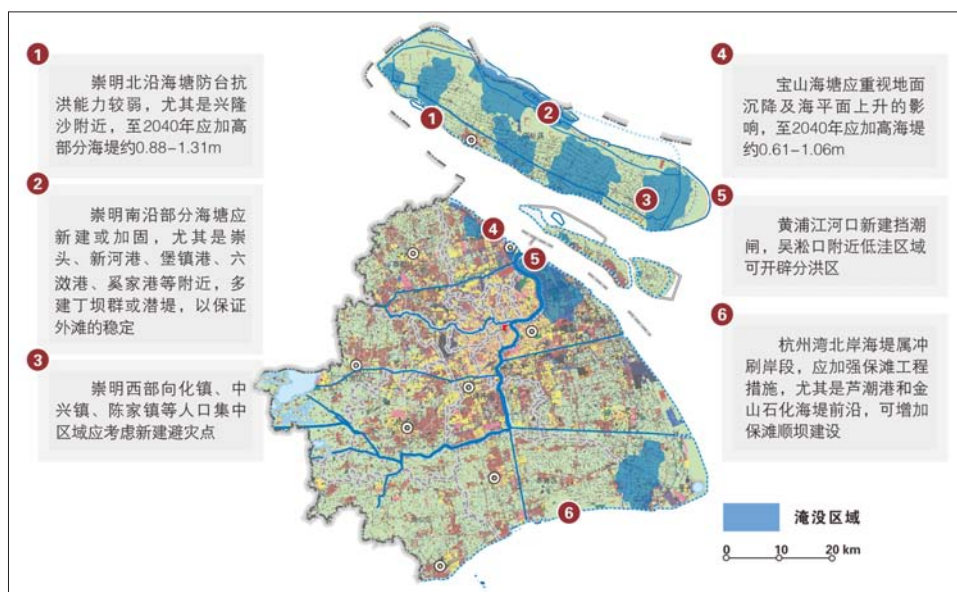 1
崇明北沿海塘防台抗
洪能力较弱，尤其是兴隆
沙附近，至2040年应加高
部分海堤约0.88-1.31m
2
崇明南沿部分海塘应
新建或加固，尤其是崇
头、新河港、堡镇港、六
滧港、奚家港等附近，多
建丁坝群或潜堤，以保证
外滩的稳定
3
崇明西部向化镇、中
兴镇、陈家镇等人口集中
区域应考虑新建避灾点
1
2
3
4
5
6
4
宝山海塘应重视地面
沉降及海平面上升的影
响，至2040年应加高海堤
约0.61-1.06m
5
黄浦江河口新建挡潮
闸，吴淞口附近低洼区域
可开辟分洪区
6
杭州湾北岸海堤属冲
刷岸段，应加强保滩工程
措施，尤其是芦潮港和金
山石化海堤前沿，可增加
保滩顺坝建设
淹没区域
0 10 20 km